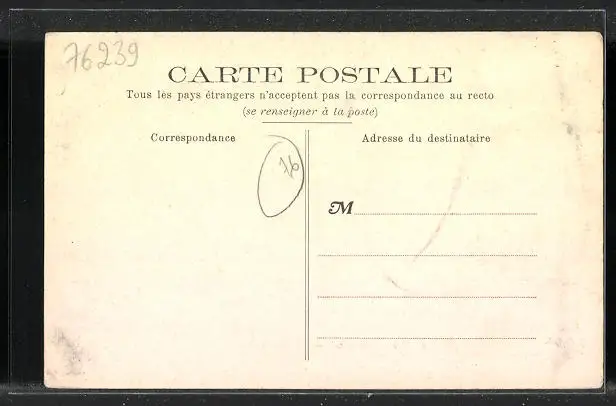 76239
CARTE POSTALE
Tous les pays étrangers n'acceptent pas la correspondance au recto
(se renseigner à la poste)
Correspondance
Adresse du destinataire
76
M